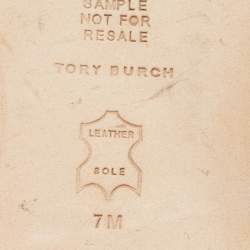 SAMPLE
NOT FOR
RESALE
TORY BURCH
LEATHER
SOLE
7M